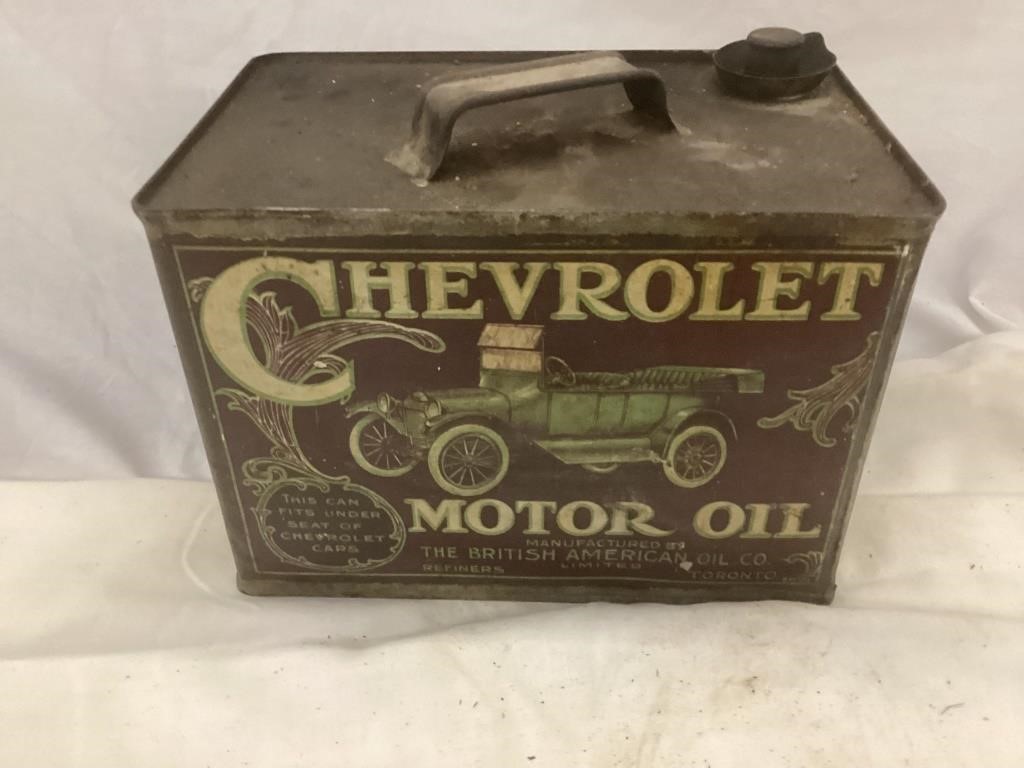 CHEVROLET
THIS CAN
FITS UNDER
SEAT OF
CHEVROLET
CARS
MOTOR OIL
MANUFACTURED BY
THE BRITISH AMERICAN OIL CO.
LIMITED
REFINERS TORONTO